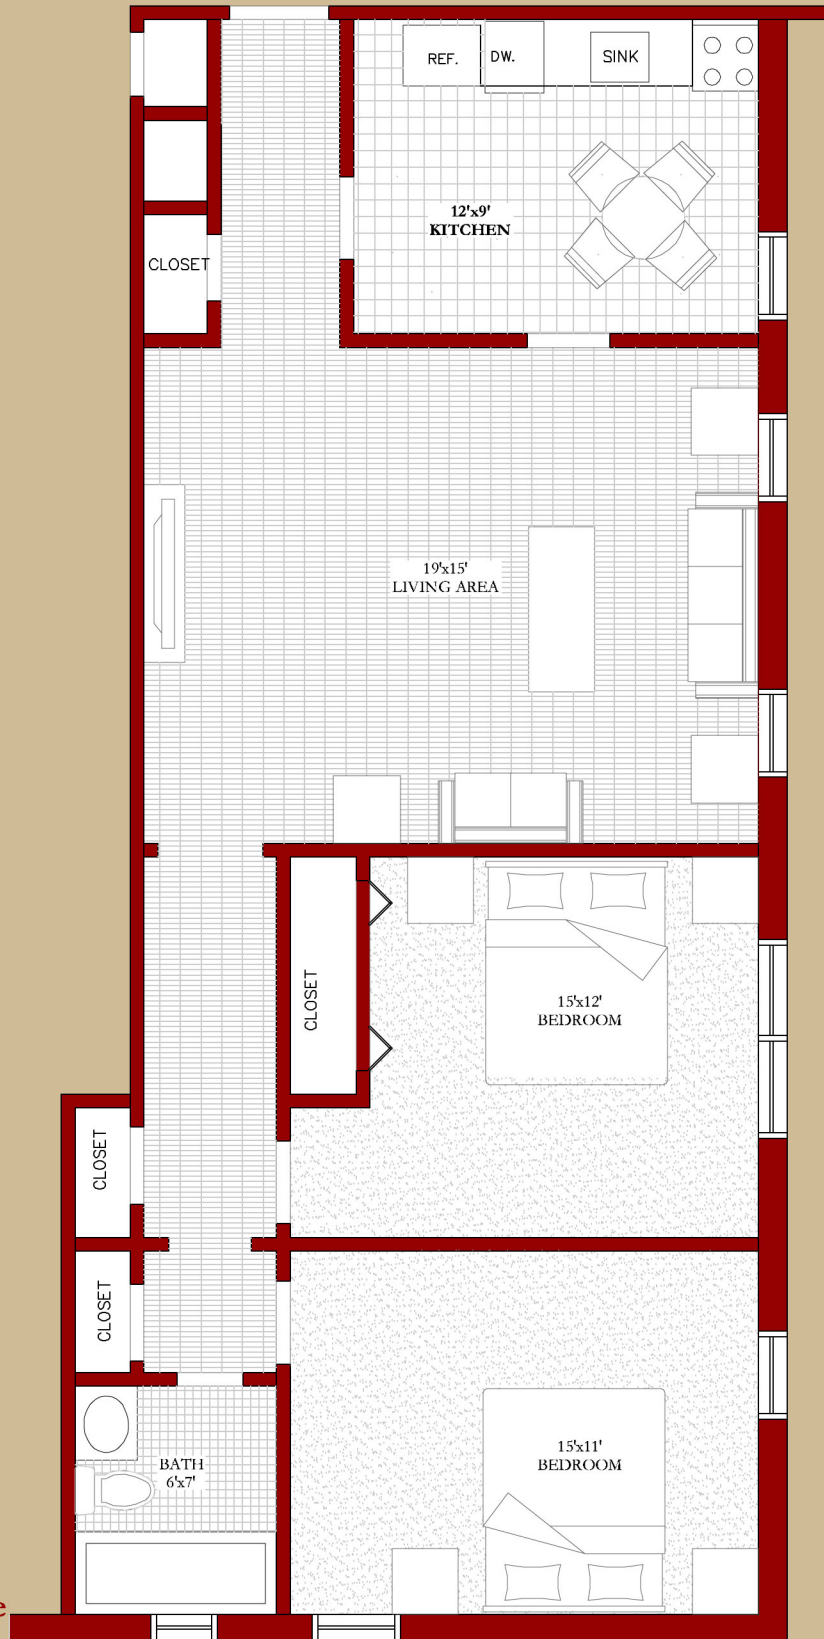 REF.
DW.
SINK
12'x9'
KITCHEN
CLOSET
19'x15'
LIVING AREA
CLOSET
15'x12'
BEDROOM
CLOSET
CLOSET
15'x11'
BEDROOM
BATH
6'x7'
e